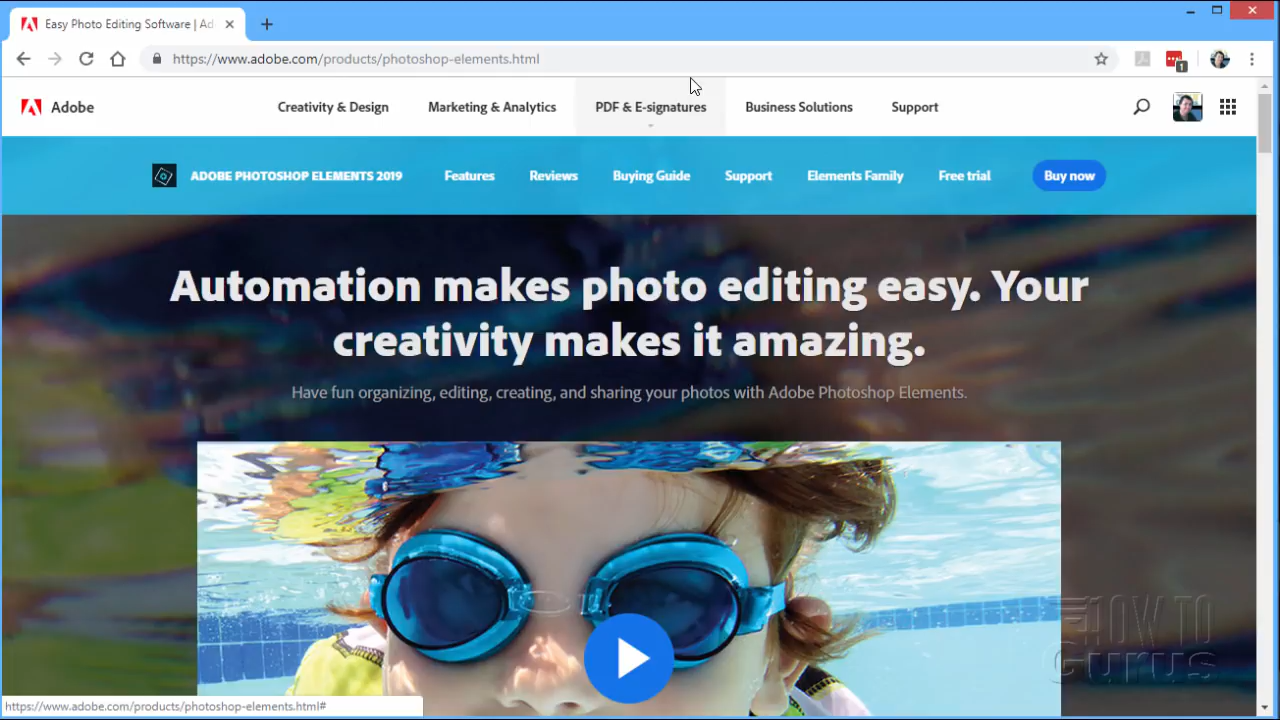 Easy Photo Editing Software | Ad
https://www.adobe.com/products/photoshop-elements.html
1
Adobe
Creativity & Design
Marketing & Analytics
PDF & E-signatures
Business Solutions
Support
ADOBE PHOTOSHOP ELEMENTS 2019
Features
Reviews
Buying Guide
Support
Elements Family
Free trial
Buy now
Automation makes photo editing easy. Your
creativity makes it amazing.
Have fun organizing, editing, creating, and sharing your photos with Adobe Photoshop Elements.
HOW TO
Gurus
https://www.adobe.com/products/photoshop-elements.html#